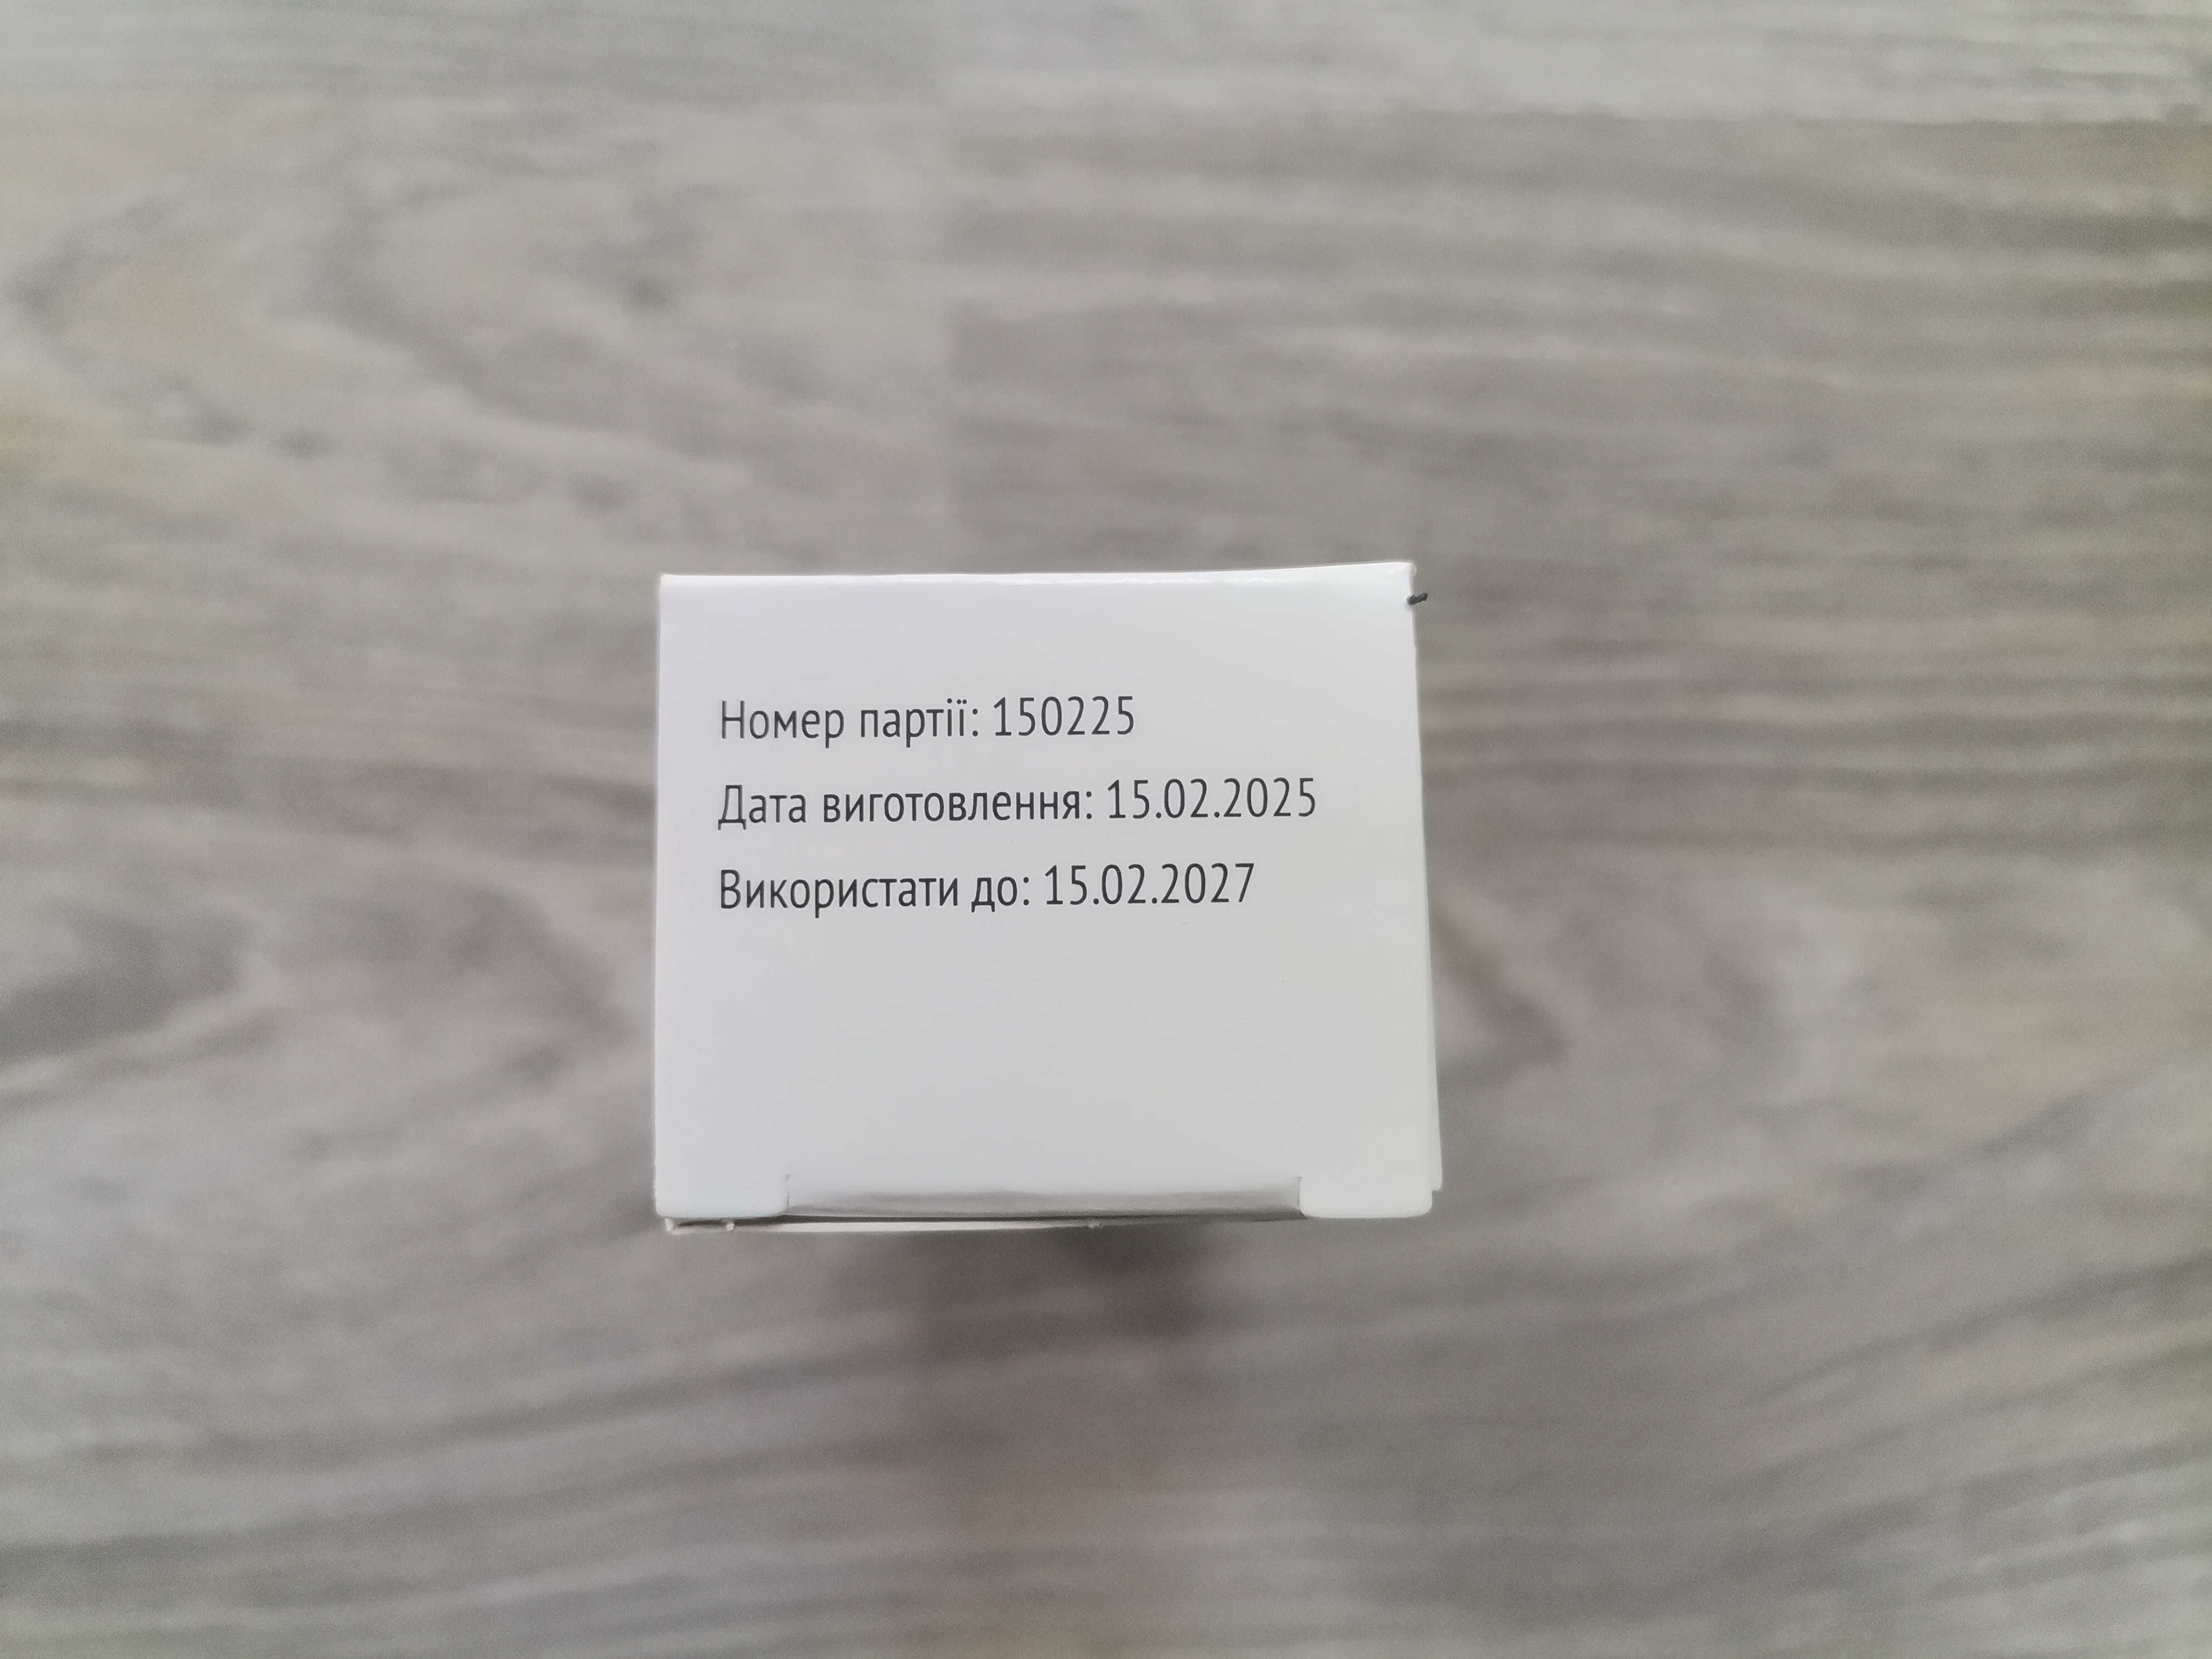 Номер партії: 150225
Дата виготовлення: 15.02.2025
Використати до: 15.02.2027